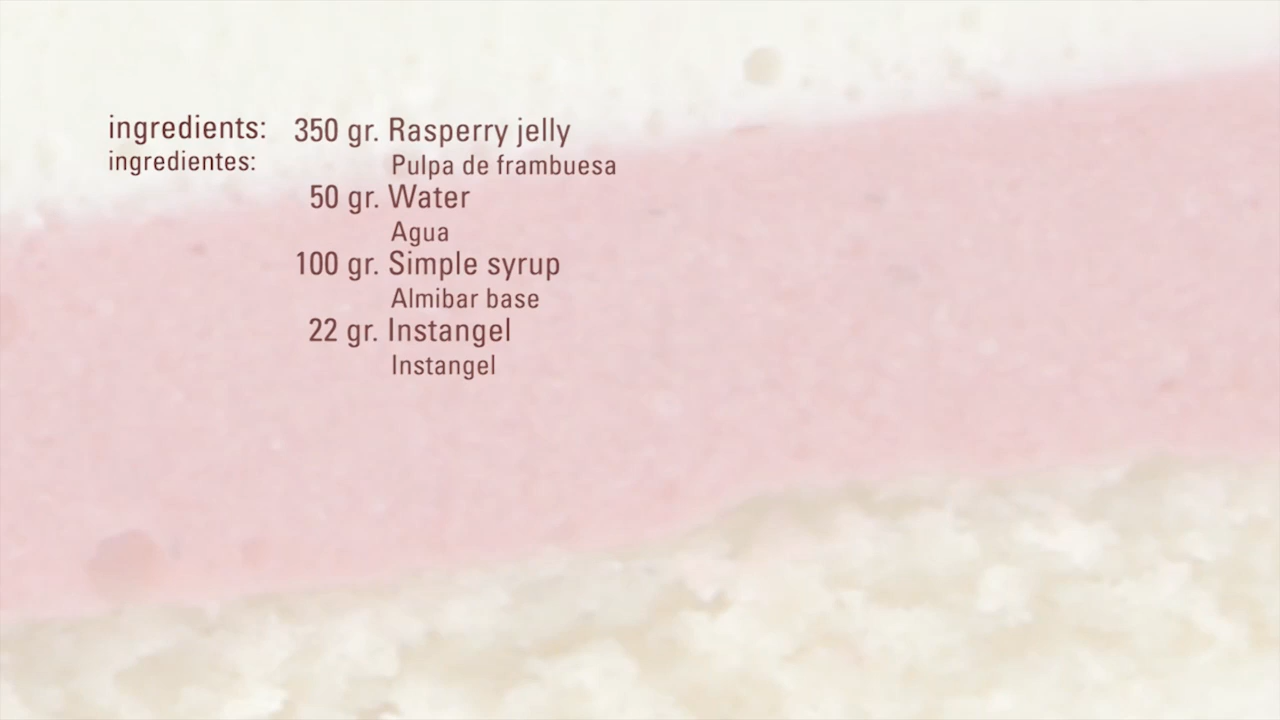 ingredients: 350 gr. Rasperry jelly
ingredientes: Pulpa de frambuesa
50 gr. Water
Agua
100 gr. Simple syrup
Almibar base
22 gr. Instangel
Instangel